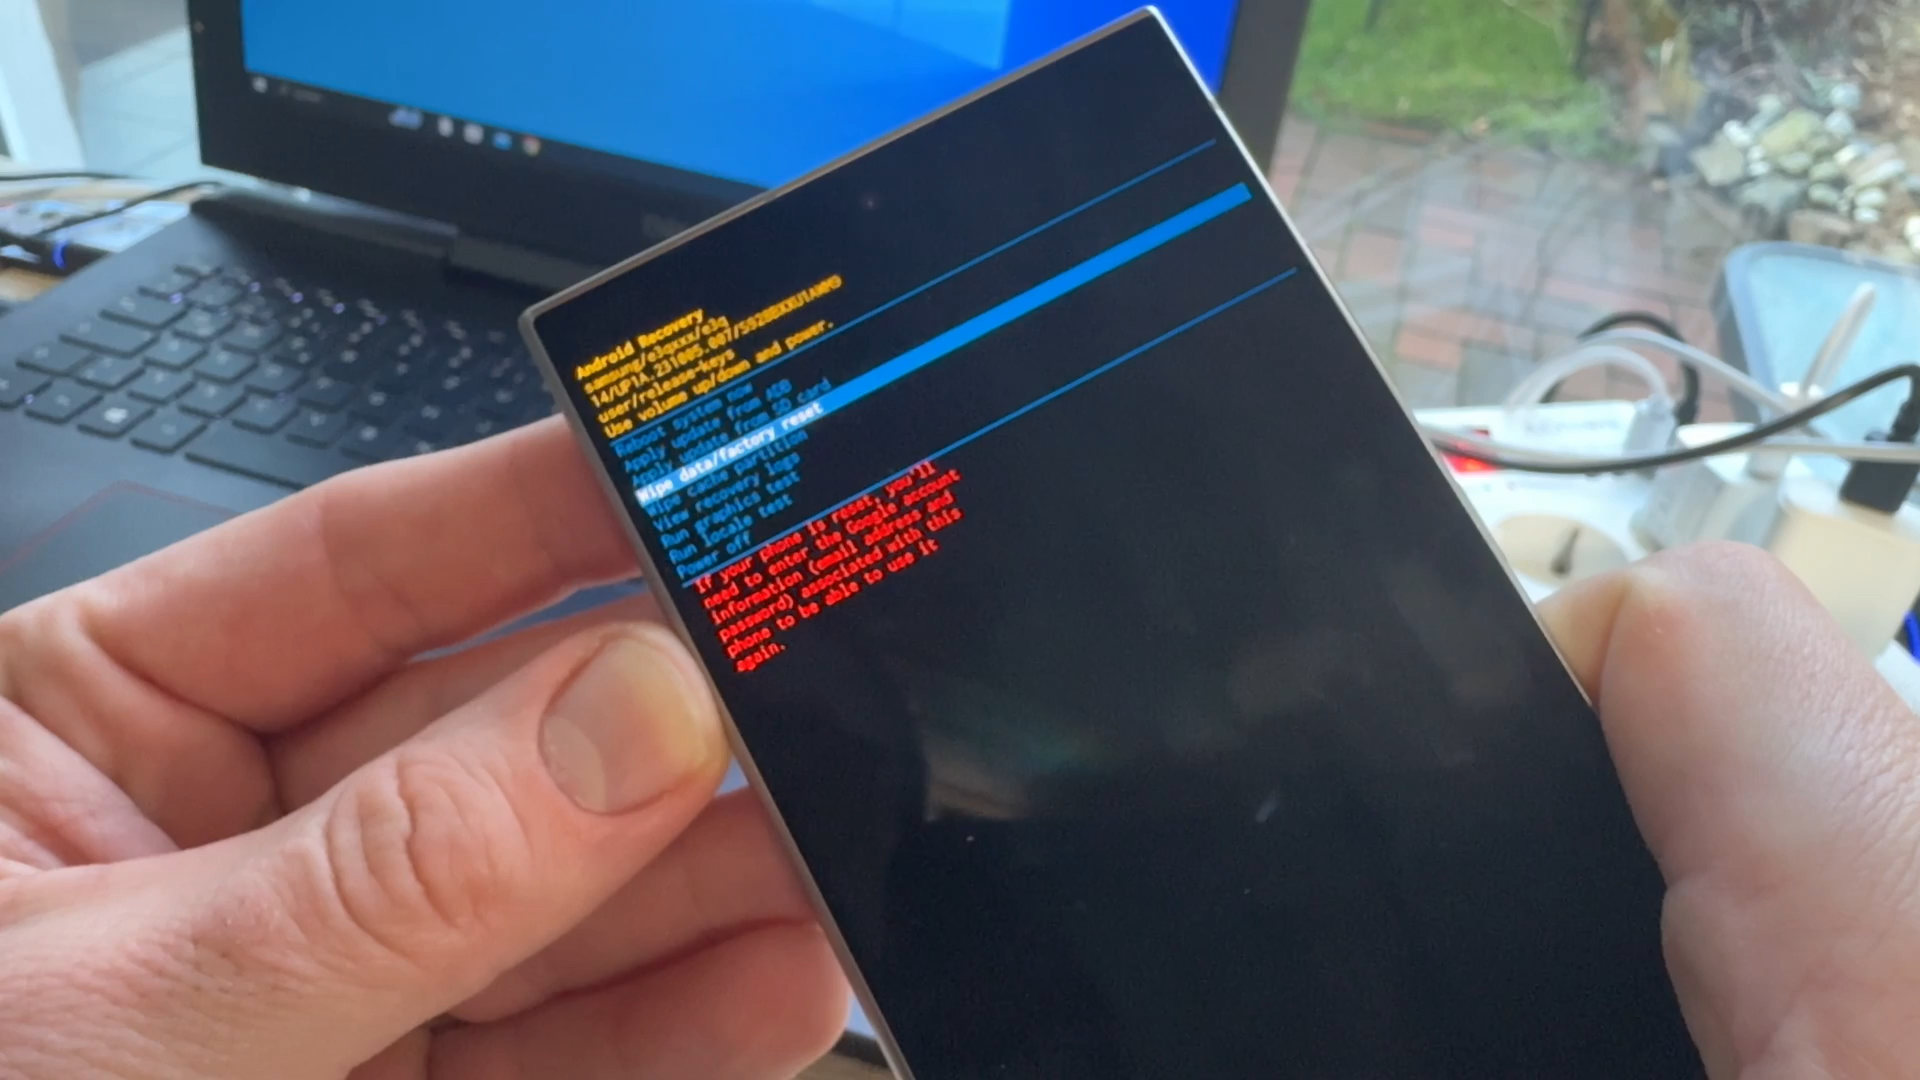 Android Recovery
samsung/e3qxxx/e3q
14/UP1A.231005.007/S928BXXU1AWM9
user/release-keys
Use volume up/down and power.
Reboot system now
Apply update from ADB
Apply update from SD card
Wipe data/factory reset
Wipe cache partition
View recovery logs
Run graphics test
Run locale test
Power off
If your phone is reset, you'll
need to enter the Google account
information (email address and
password) associated with this
phone to be able to use it
again.